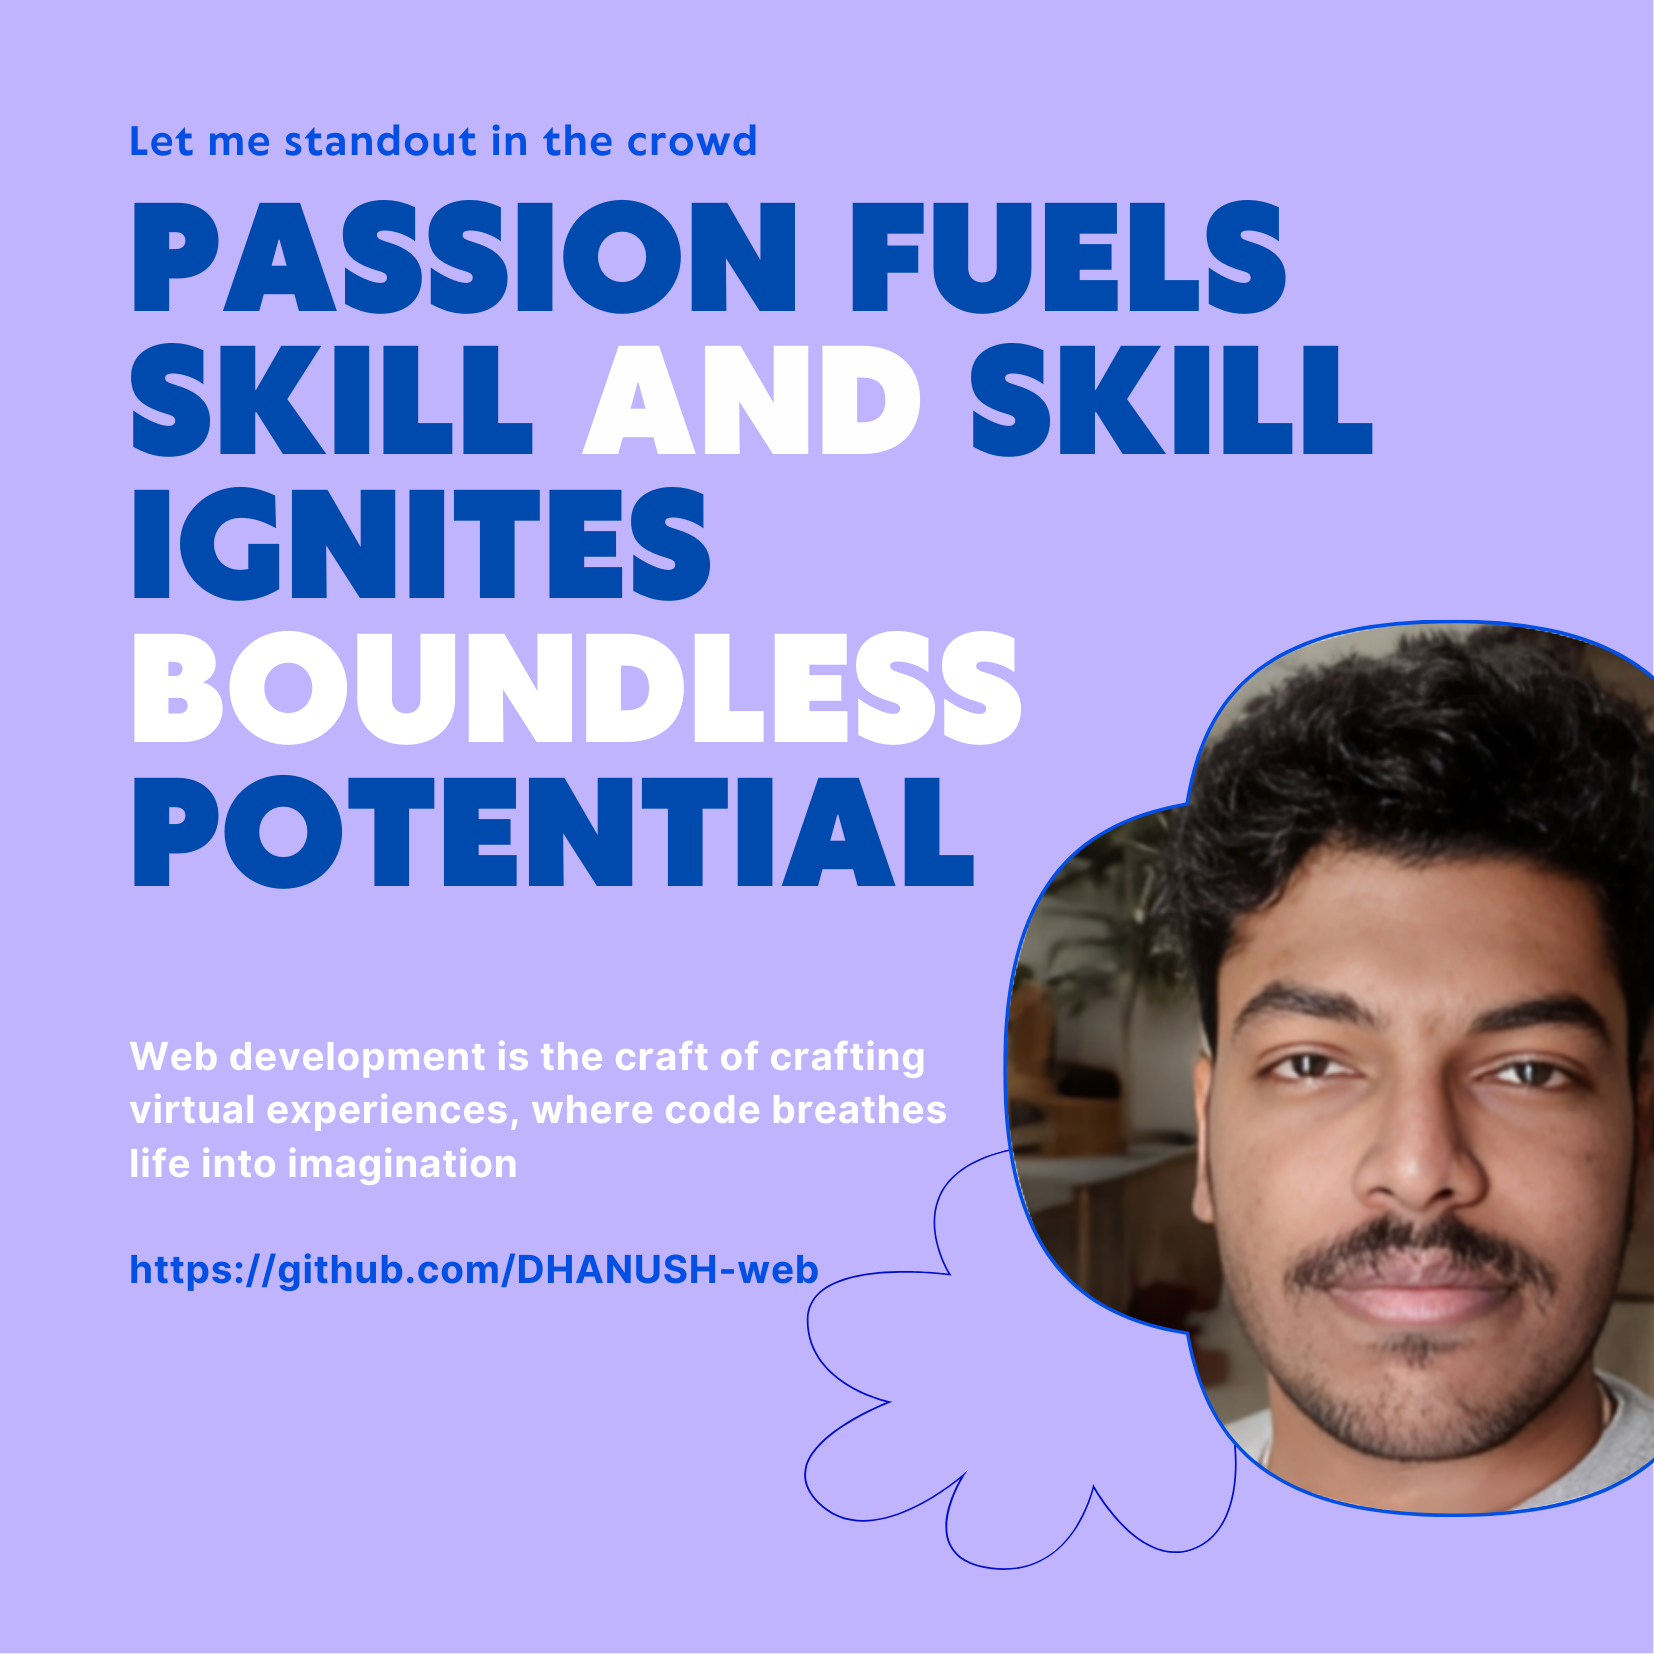 Let me standout in the crowd
PASSION FUELS
SKILL AND SKILL
IGNITES
BOUNDLESS
POTENTIAL
Web development is the craft of crafting
virtual experiences, where code breathes
life into imagination
https://github.com/DHANUSH-web